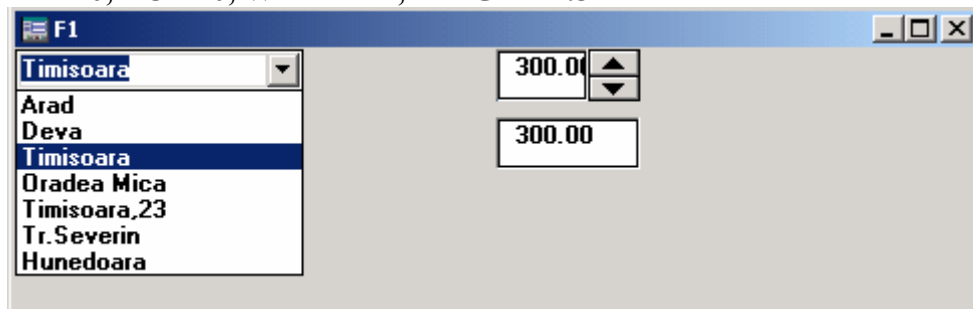 F1
Timisoara
300.00
Arad
Deva
300.00
Timisoara
Oradea Mica
Timisoara,23
Tr.Severin
Hunedoara